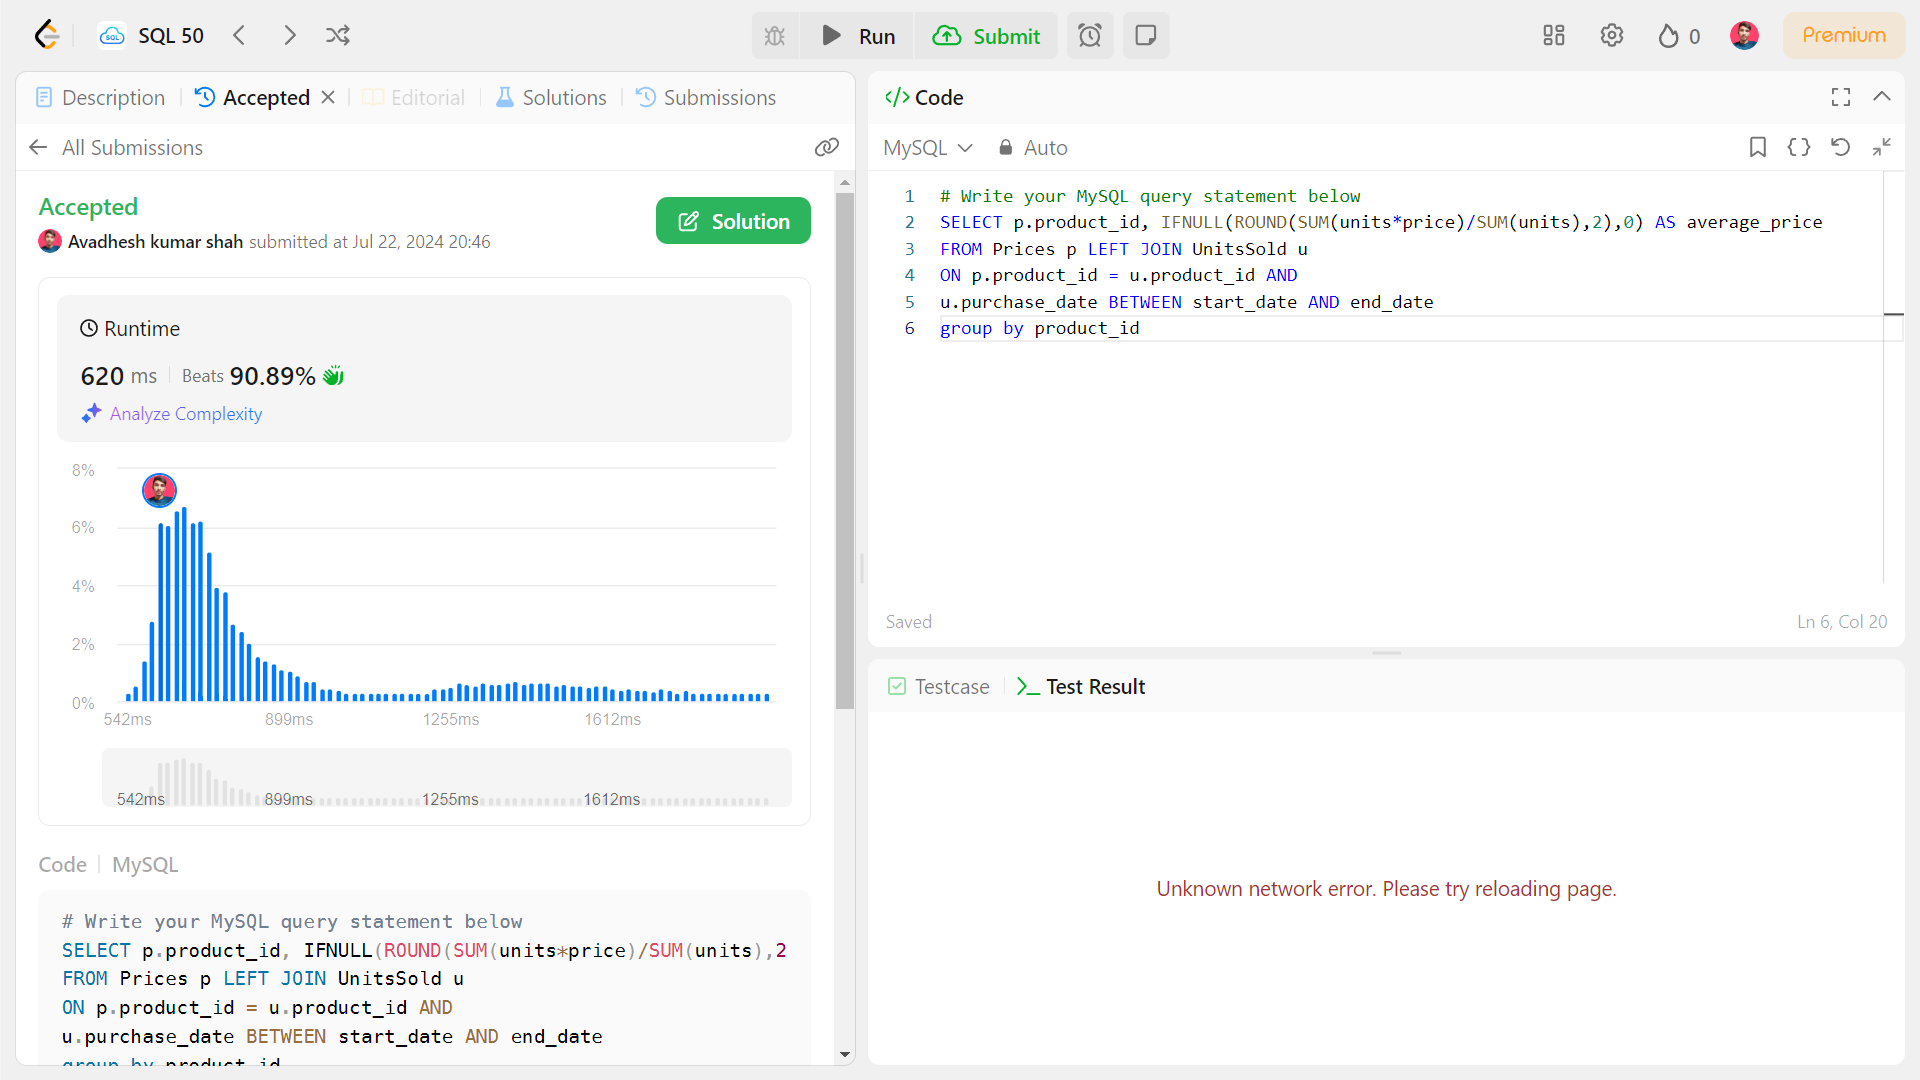 SQL 50
Run
Submit
0
Premium
Description
Accepted
Editorial
Solutions
Submissions
All Submissions
Accepted
Solution
Avadhesh kumar shah submitted at Jul 22, 2024 20:46
Runtime
620 ms
Beats 90.89%
Analyze Complexity
8%
6%
4%
2%
0%
542ms
899ms
1255ms
1612ms
542ms
899ms
1255ms
1612ms
Code
MySQL
# Write your MySQL query statement below
SELECT p.product_id, IFNULL(ROUND(SUM(units*price)/SUM(units),2
FROM Prices p LEFT JOIN UnitsSold u
ON p.product_id = u.product_id AND
u.purchase_date BETWEEN start_date AND end_date
group by product_id
</> Code
MySQL
Auto
1 # Write your MySQL query statement below
2 SELECT p.product_id, IFNULL(ROUND(SUM(units*price)/SUM(units),2),0) AS average_price
3 FROM Prices p LEFT JOIN UnitsSold u
4 ON p.product_id = u.product_id AND
5 u.purchase_date BETWEEN start_date AND end_date
6 group by product_id
Saved
Ln 6, Col 20
Testcase
Test Result
Unknown network error. Please try reloading page.